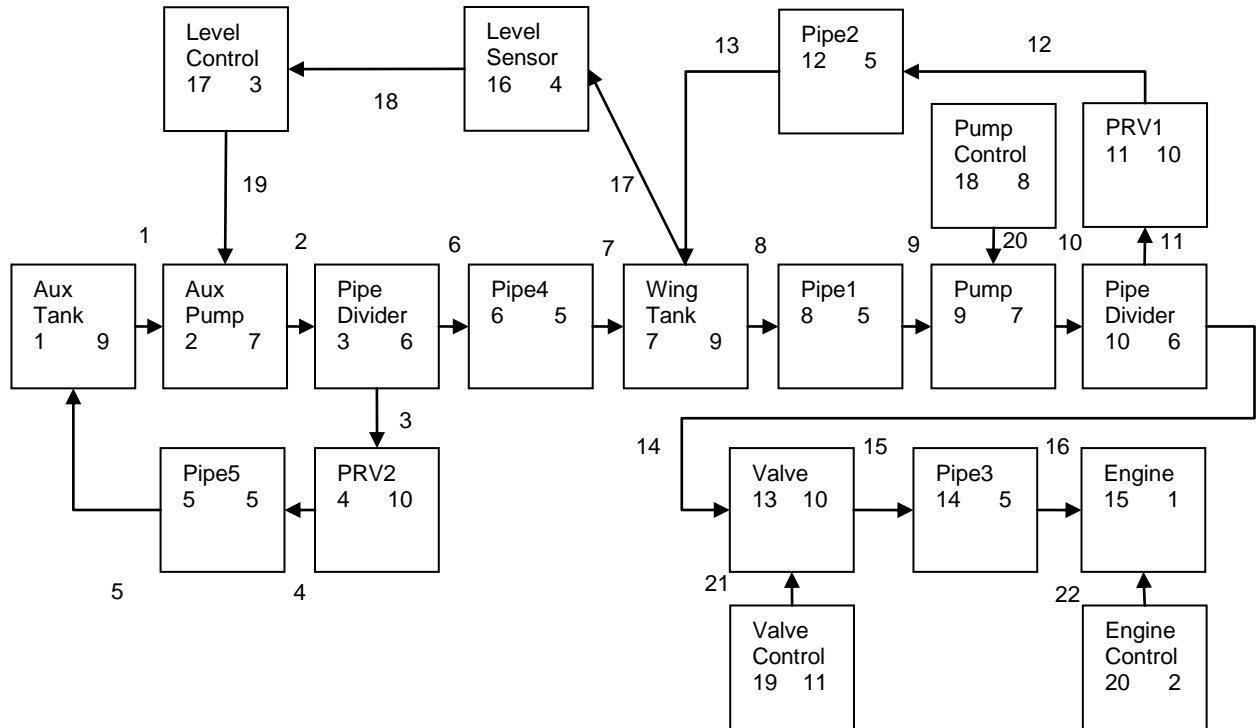 Level
Control
17 3
Level
Sensor
16 4
Pipe2
12 5
13
12
18
Pump
Control
18 8
PRV1
11 10
19
17
1
2
6
7
8
9
20
10
11
Aux
Tank
1 9
Aux
Pump
2 7
Pipe
Divider
3 6
Pipe4
6 5
Wing
Tank
7 9
Pipe1
8 5
Pump
9 7
Pipe
Divider
10 6
3
Pipe5
5 5
PRV2
4 10
14
Valve
13 10
15
Pipe3
14 5
16
Engine
15 1
5
4
21
22
Valve
Control
19 11
Engine
Control
20 2